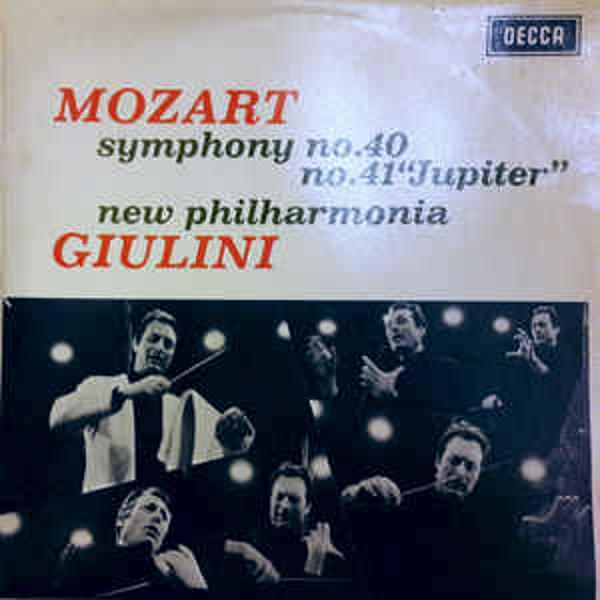 DECCA
MOZART
symphony no.40
no.41“Jupiter”
new philharmonia
GIULINI